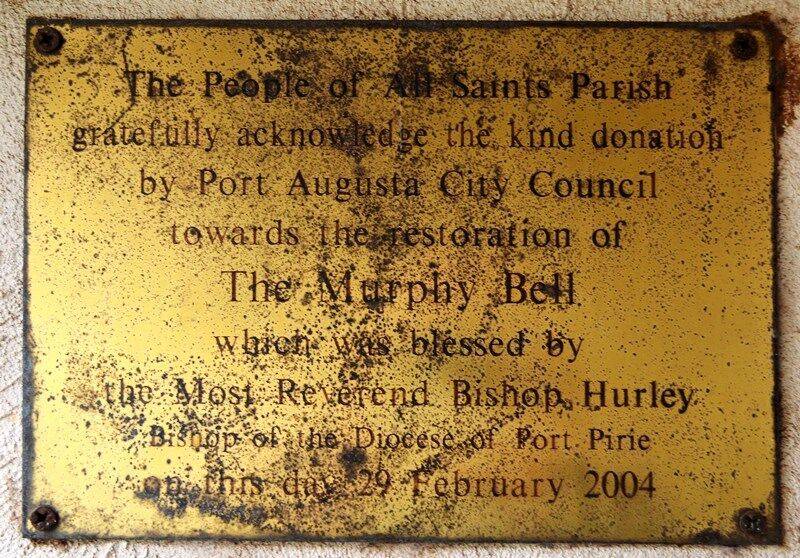 The People of All Saints Parish
gratefully acknowledge the kind donation
by Port Augusta City Council
towards the restoration of
The Murphy Bell
which was blessed by
the Most Reverend Bishop Hurley
Bishop of the Diocese of Port Pirie
on this day 29 February 2004